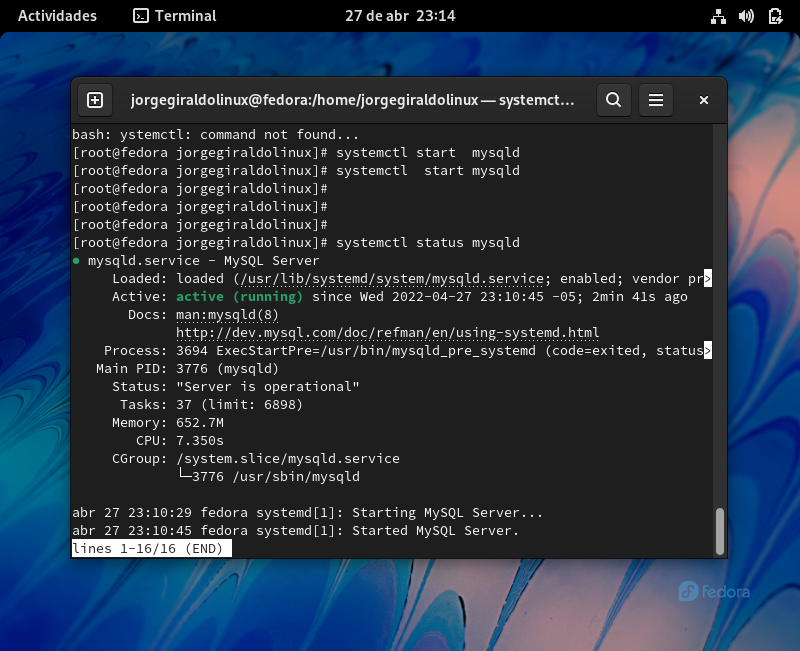 Actividades Terminal 27 de abr 23:14
jorgegiraldolinux@fedora:/home/jorgegiraldolinux — systemct...
bash: ystemctl: command not found...
[root@fedora jorgegiraldolinux]# systemctl start  mysqld
[root@fedora jorgegiraldolinux]# systemctl  start mysqld
[root@fedora jorgegiraldolinux]#
[root@fedora jorgegiraldolinux]#
[root@fedora jorgegiraldolinux]#
[root@fedora jorgegiraldolinux]# systemctl status mysqld
● mysqld.service - MySQL Server
Loaded: loaded (/usr/lib/systemd/system/mysqld.service; enabled; vendor pr>
Active: active (running) since Wed 2022-04-27 23:10:45 -05; 2min 41s ago
Docs: man:mysqld(8)
http://dev.mysql.com/doc/refman/en/using-systemd.html
Process: 3694 ExecStartPre=/usr/bin/mysqld_pre_systemd (code=exited, status>
Main PID: 3776 (mysqld)
Status: "Server is operational"
Tasks: 37 (limit: 6898)
Memory: 652.7M
CPU: 7.350s
CGroup: /system.slice/mysqld.service
└─3776 /usr/sbin/mysqld
abr 27 23:10:29 fedora systemd[1]: Starting MySQL Server...
abr 27 23:10:45 fedora systemd[1]: Started MySQL Server.
lines 1-16/16 (END)
fedora